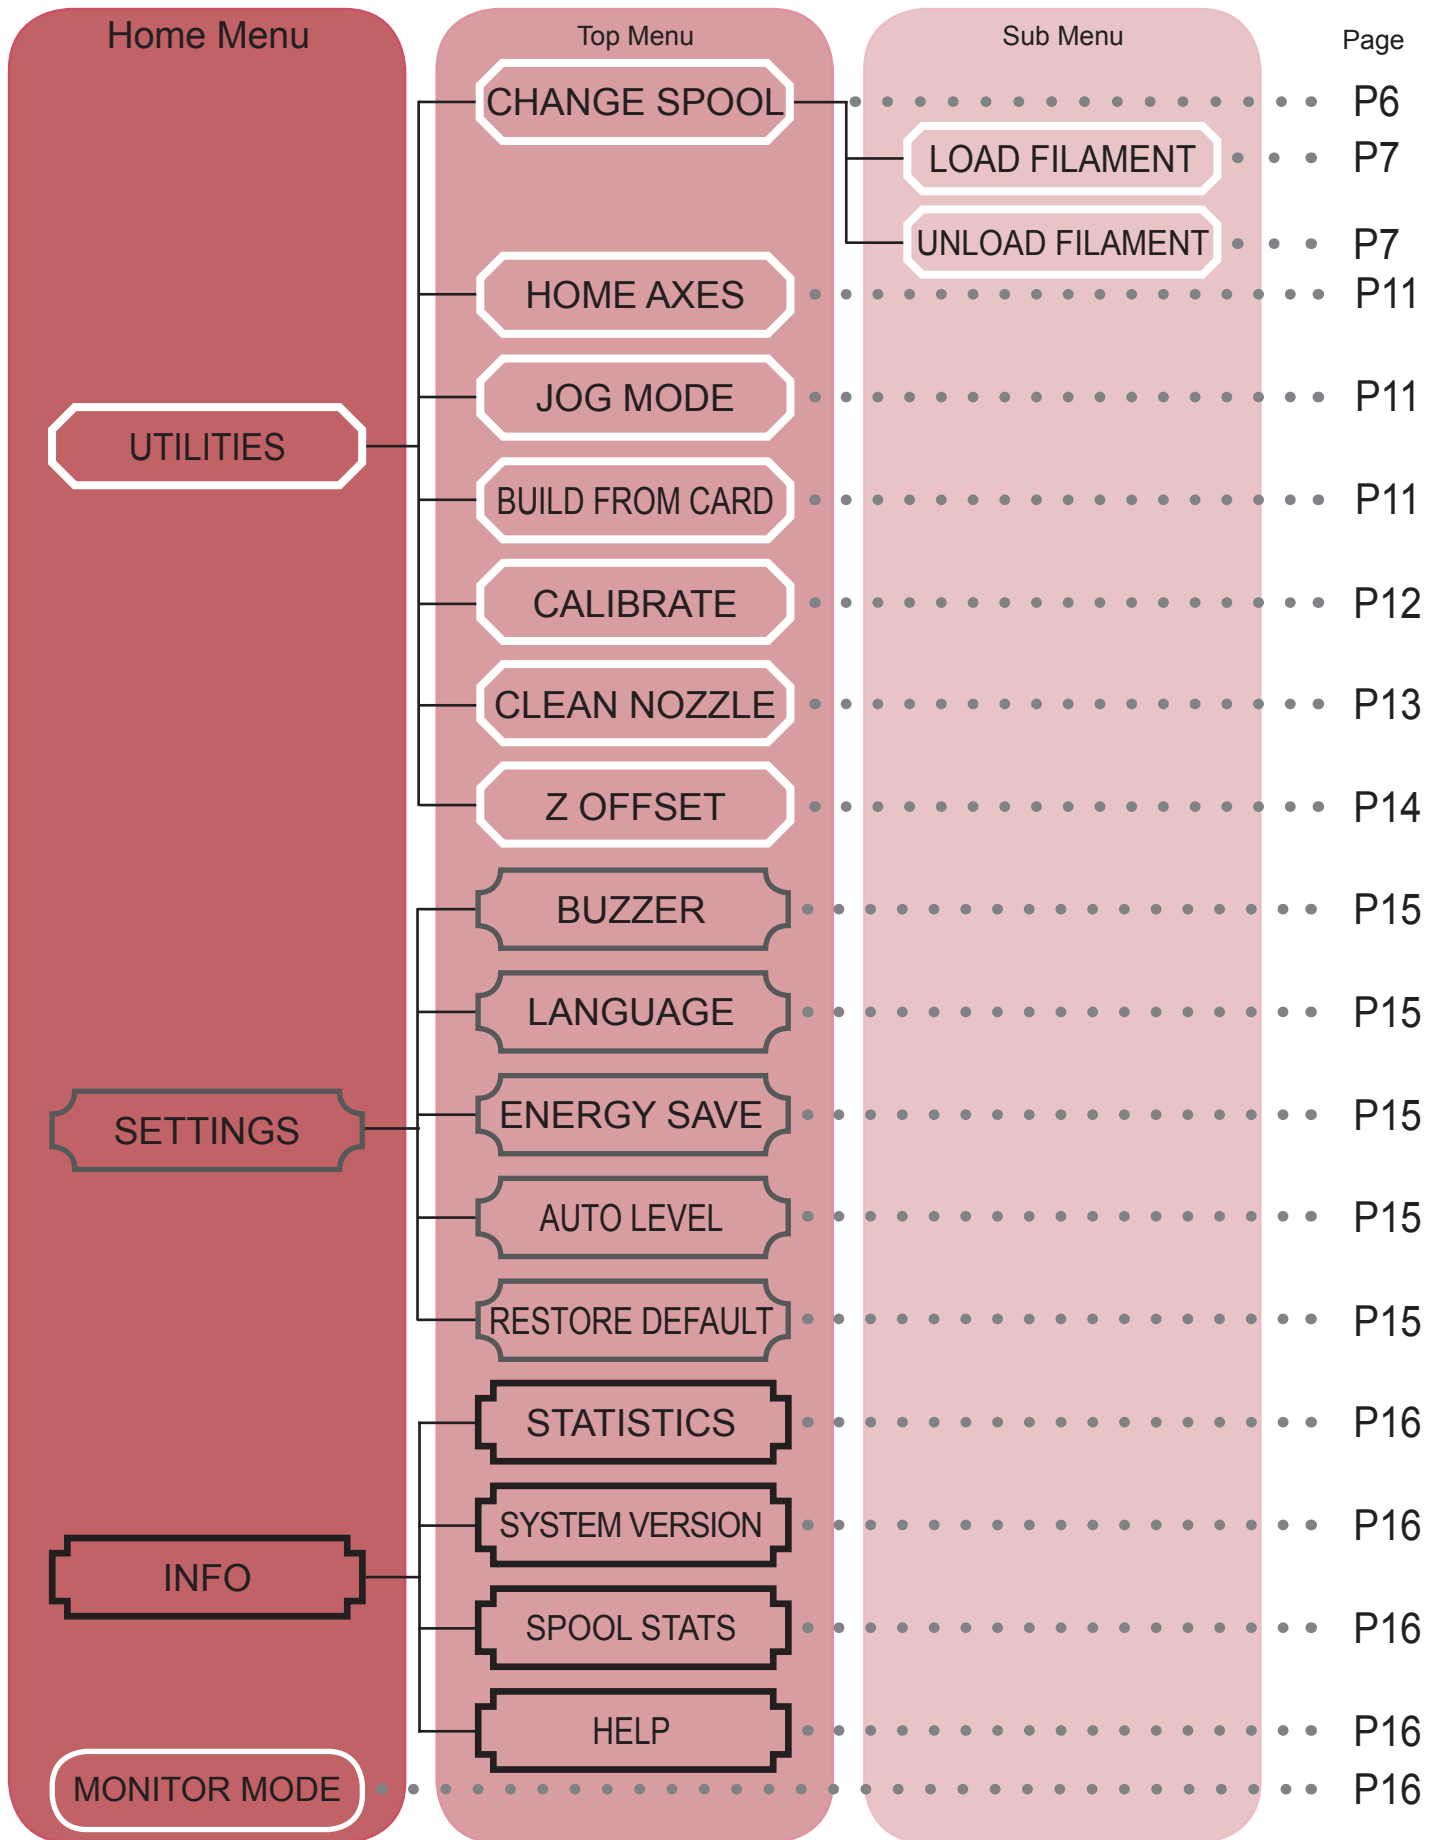 Home Menu Top Menu Sub Menu Page
CHANGE SPOOL P6
LOAD FILAMENT P7
UNLOAD FILAMENT P7
HOME AXES P11
JOG MODE P11
UTILITIES
BUILD FROM CARD P11
CALIBRATE P12
CLEAN NOZZLE P13
Z OFFSET P14
BUZZER P15
LANGUAGE P15
ENERGY SAVE P15
SETTINGS
AUTO LEVEL P15
RESTORE DEFAULT P15
STATISTICS P16
SYSTEM VERSION P16
INFO
SPOOL STATS P16
HELP P16
MONITOR MODE P16